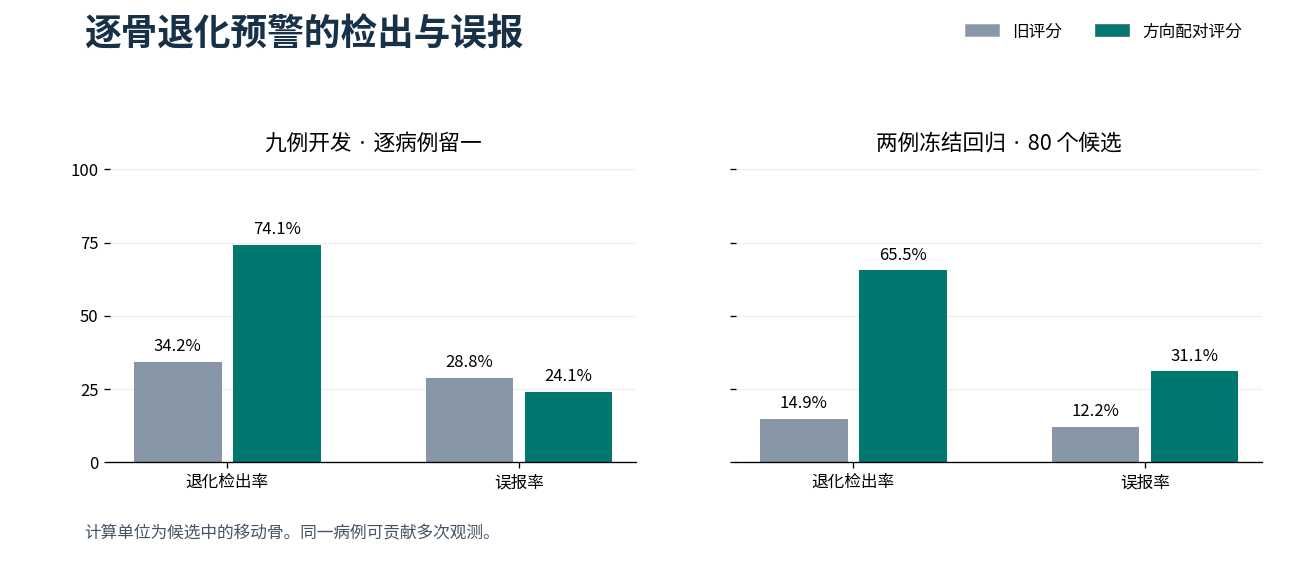 逐骨退化预警的检出与误报
旧评分
方向配对评分
九例开发 · 逐病例留一
100
75
50
25
0
74.1%
34.2%
28.8%
24.1%
退化检出率
误报率
两例冻结回归 · 80 个候选
65.5%
14.9%
12.2%
31.1%
退化检出率
误报率
计算单位为候选中的移动骨。同一病例可贡献多次观测。